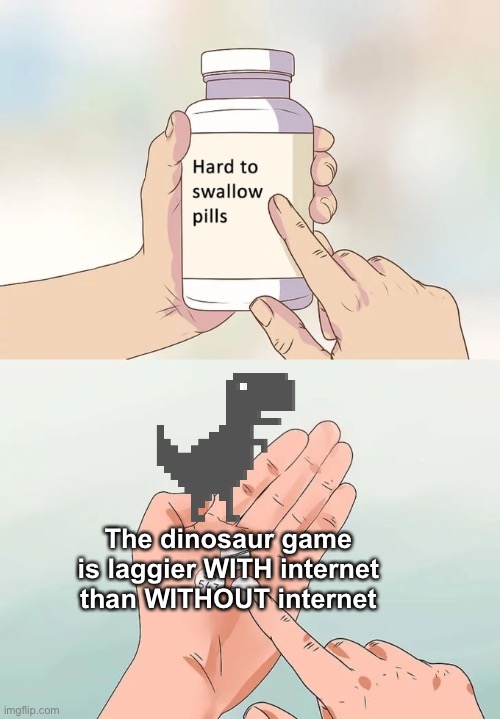 Hard to
swallow
pills
The dinosaur game
is laggier WITH internet
than WITHOUT internet
imgflip.com